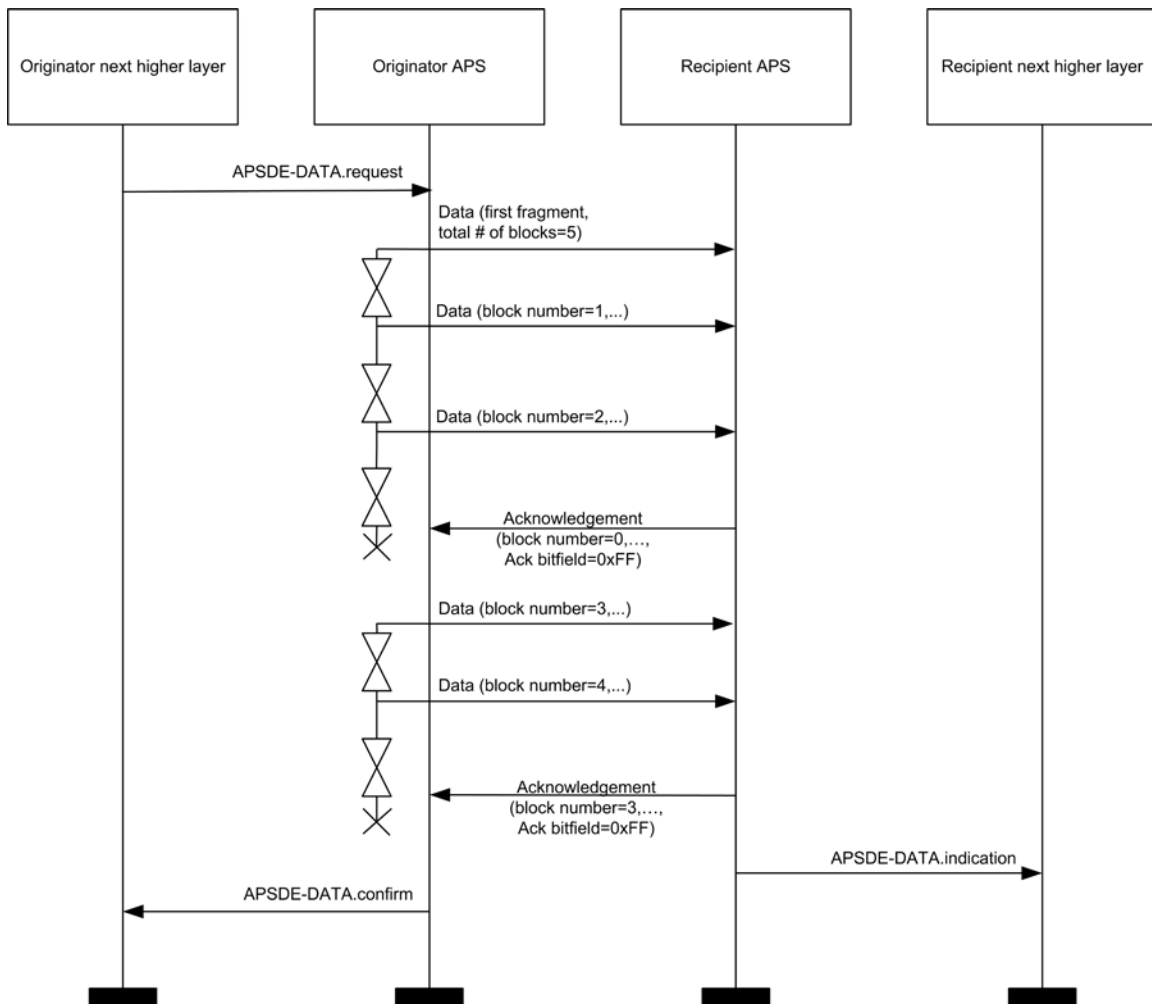 Originator next higher layer
Originator APS
Recipient APS
Recipient next higher layer
APSDE-DATA.request
Data (first fragment,
total # of blocks=5)
Data (block number=1,...)
Data (block number=2,...)
Acknowledgement
(block number=0,…,
Ack bitfield=0xFF)
Data (block number=3,...)
Data (block number=4,...)
Acknowledgement
(block number=3,…,
Ack bitfield=0xFF)
APSDE-DATA.indication
APSDE-DATA.confirm